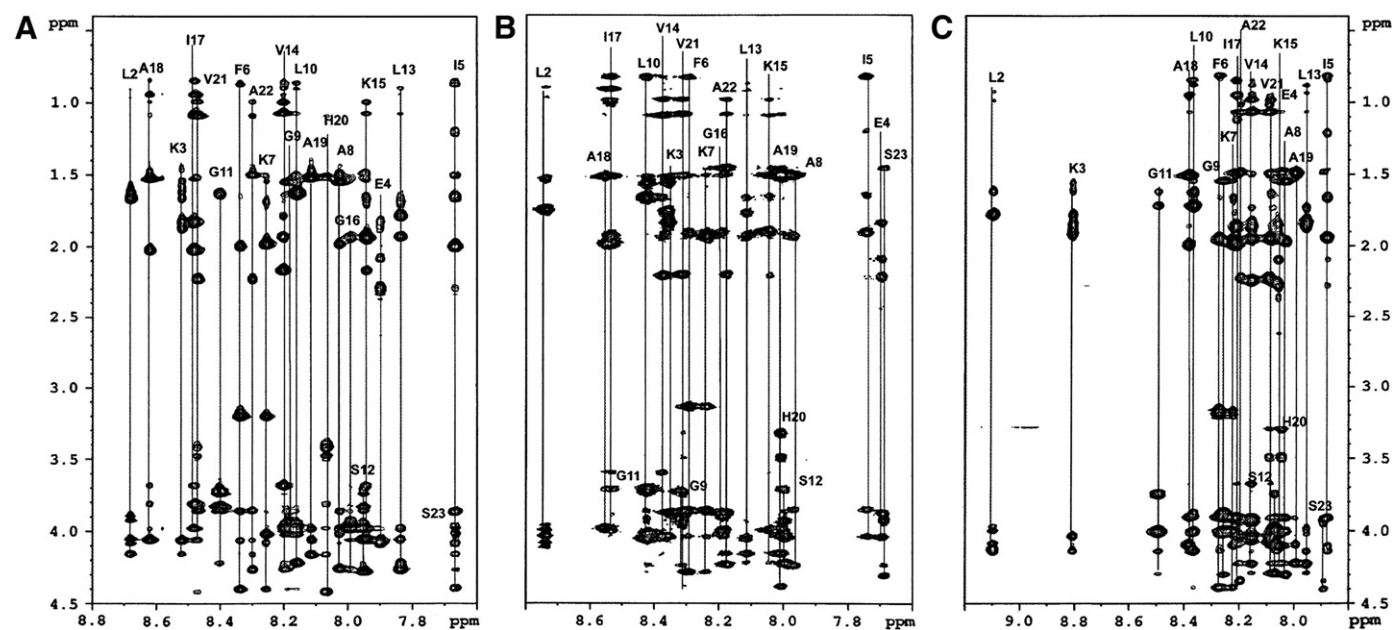 A
ppm
I17
V14
L2
A18
V21
F6
A22
L10
K15
L13
I5
H20
G9
A19
A8
K3
G11
K7
E4
G16
S12
S23
1.0
1.5
2.0
2.5
3.0
3.5
4.0
4.5
8.8
8.6
8.4
8.2
8.0
7.8
ppm
B
I17
V14
V21
F6
L13
L2
L10
A22
K15
I5
G16
E4
A18
K3
K7
A19
A8
S23
H20
G11
G9
S12
8.6
8.4
8.2
8.0
7.8
ppm
C
ppm
A22
L10
I17
V14
K15
L2
A18
F6
V21
E4
L13
I5
K7
A8
K3
G11
G9
A19
H20
S12
S23
1.0
1.5
2.0
2.5
3.0
3.5
4.0
4.5
9.0
8.8
8.6
8.4
8.2
8.0
ppm